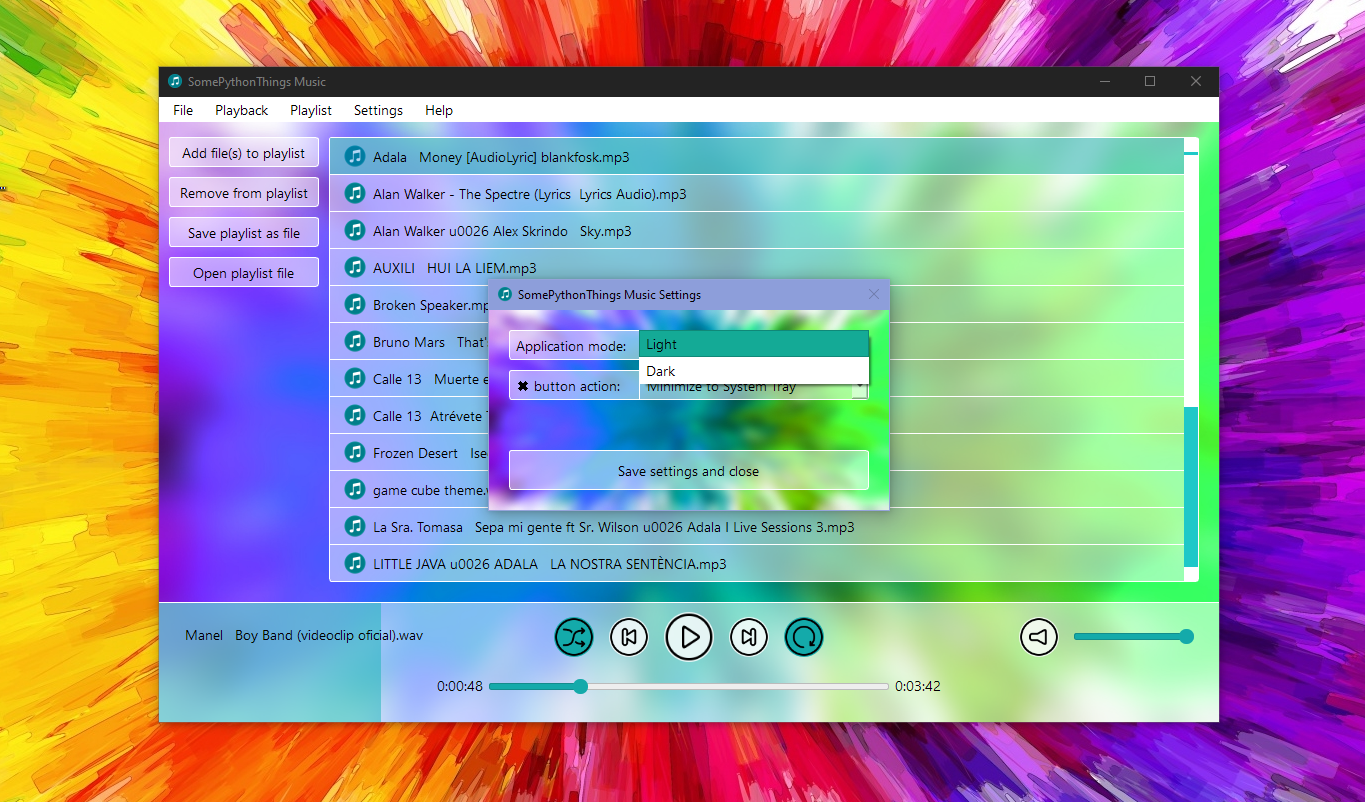 SomePythonThings Music
File Playback Playlist Settings Help
Add file(s) to playlist
Remove from playlist
Save playlist as file
Open playlist file
Adala   Money [AudioLyric] blankfosk.mp3
Alan Walker - The Spectre (Lyrics  Lyrics Audio).mp3
Alan Walker u0026 Alex Skrindo   Sky.mp3
AUXILI   HUI LA LIEM.mp3
Broken Speaker.mp
Bruno Mars   That'
Calle 13   Muerte e
Calle 13  Atrévete
Frozen Desert   Ise
game cube theme.
La Sra. Tomasa   Sepa mi gente ft Sr. Wilson u0026 Adala I Live Sessions 3.mp3
LITTLE JAVA u0026 ADALA   LA NOSTRA SENTÈNCIA.mp3
SomePythonThings Music Settings
Application mode: Light
Dark
✖ button action: Minimize to System Tray
Save settings and close
Manel   Boy Band (videoclip oficial).wav
0:00:48 0:03:42